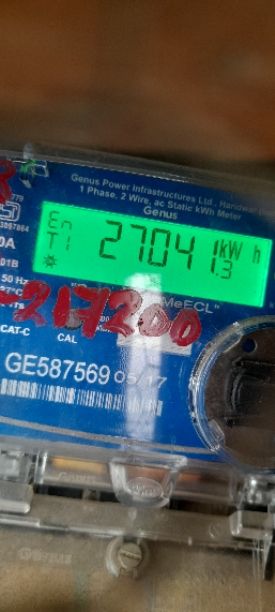 Genus Power Infrastructures Ltd., Haridwar
1 Phase, 2 Wire, ac Static kWh Meter
Genus
En
T1
27041
kWh
.3
0A
01B
50 Hz
217200
MeECL"
CAT-C
CAL
GE587569 05/17